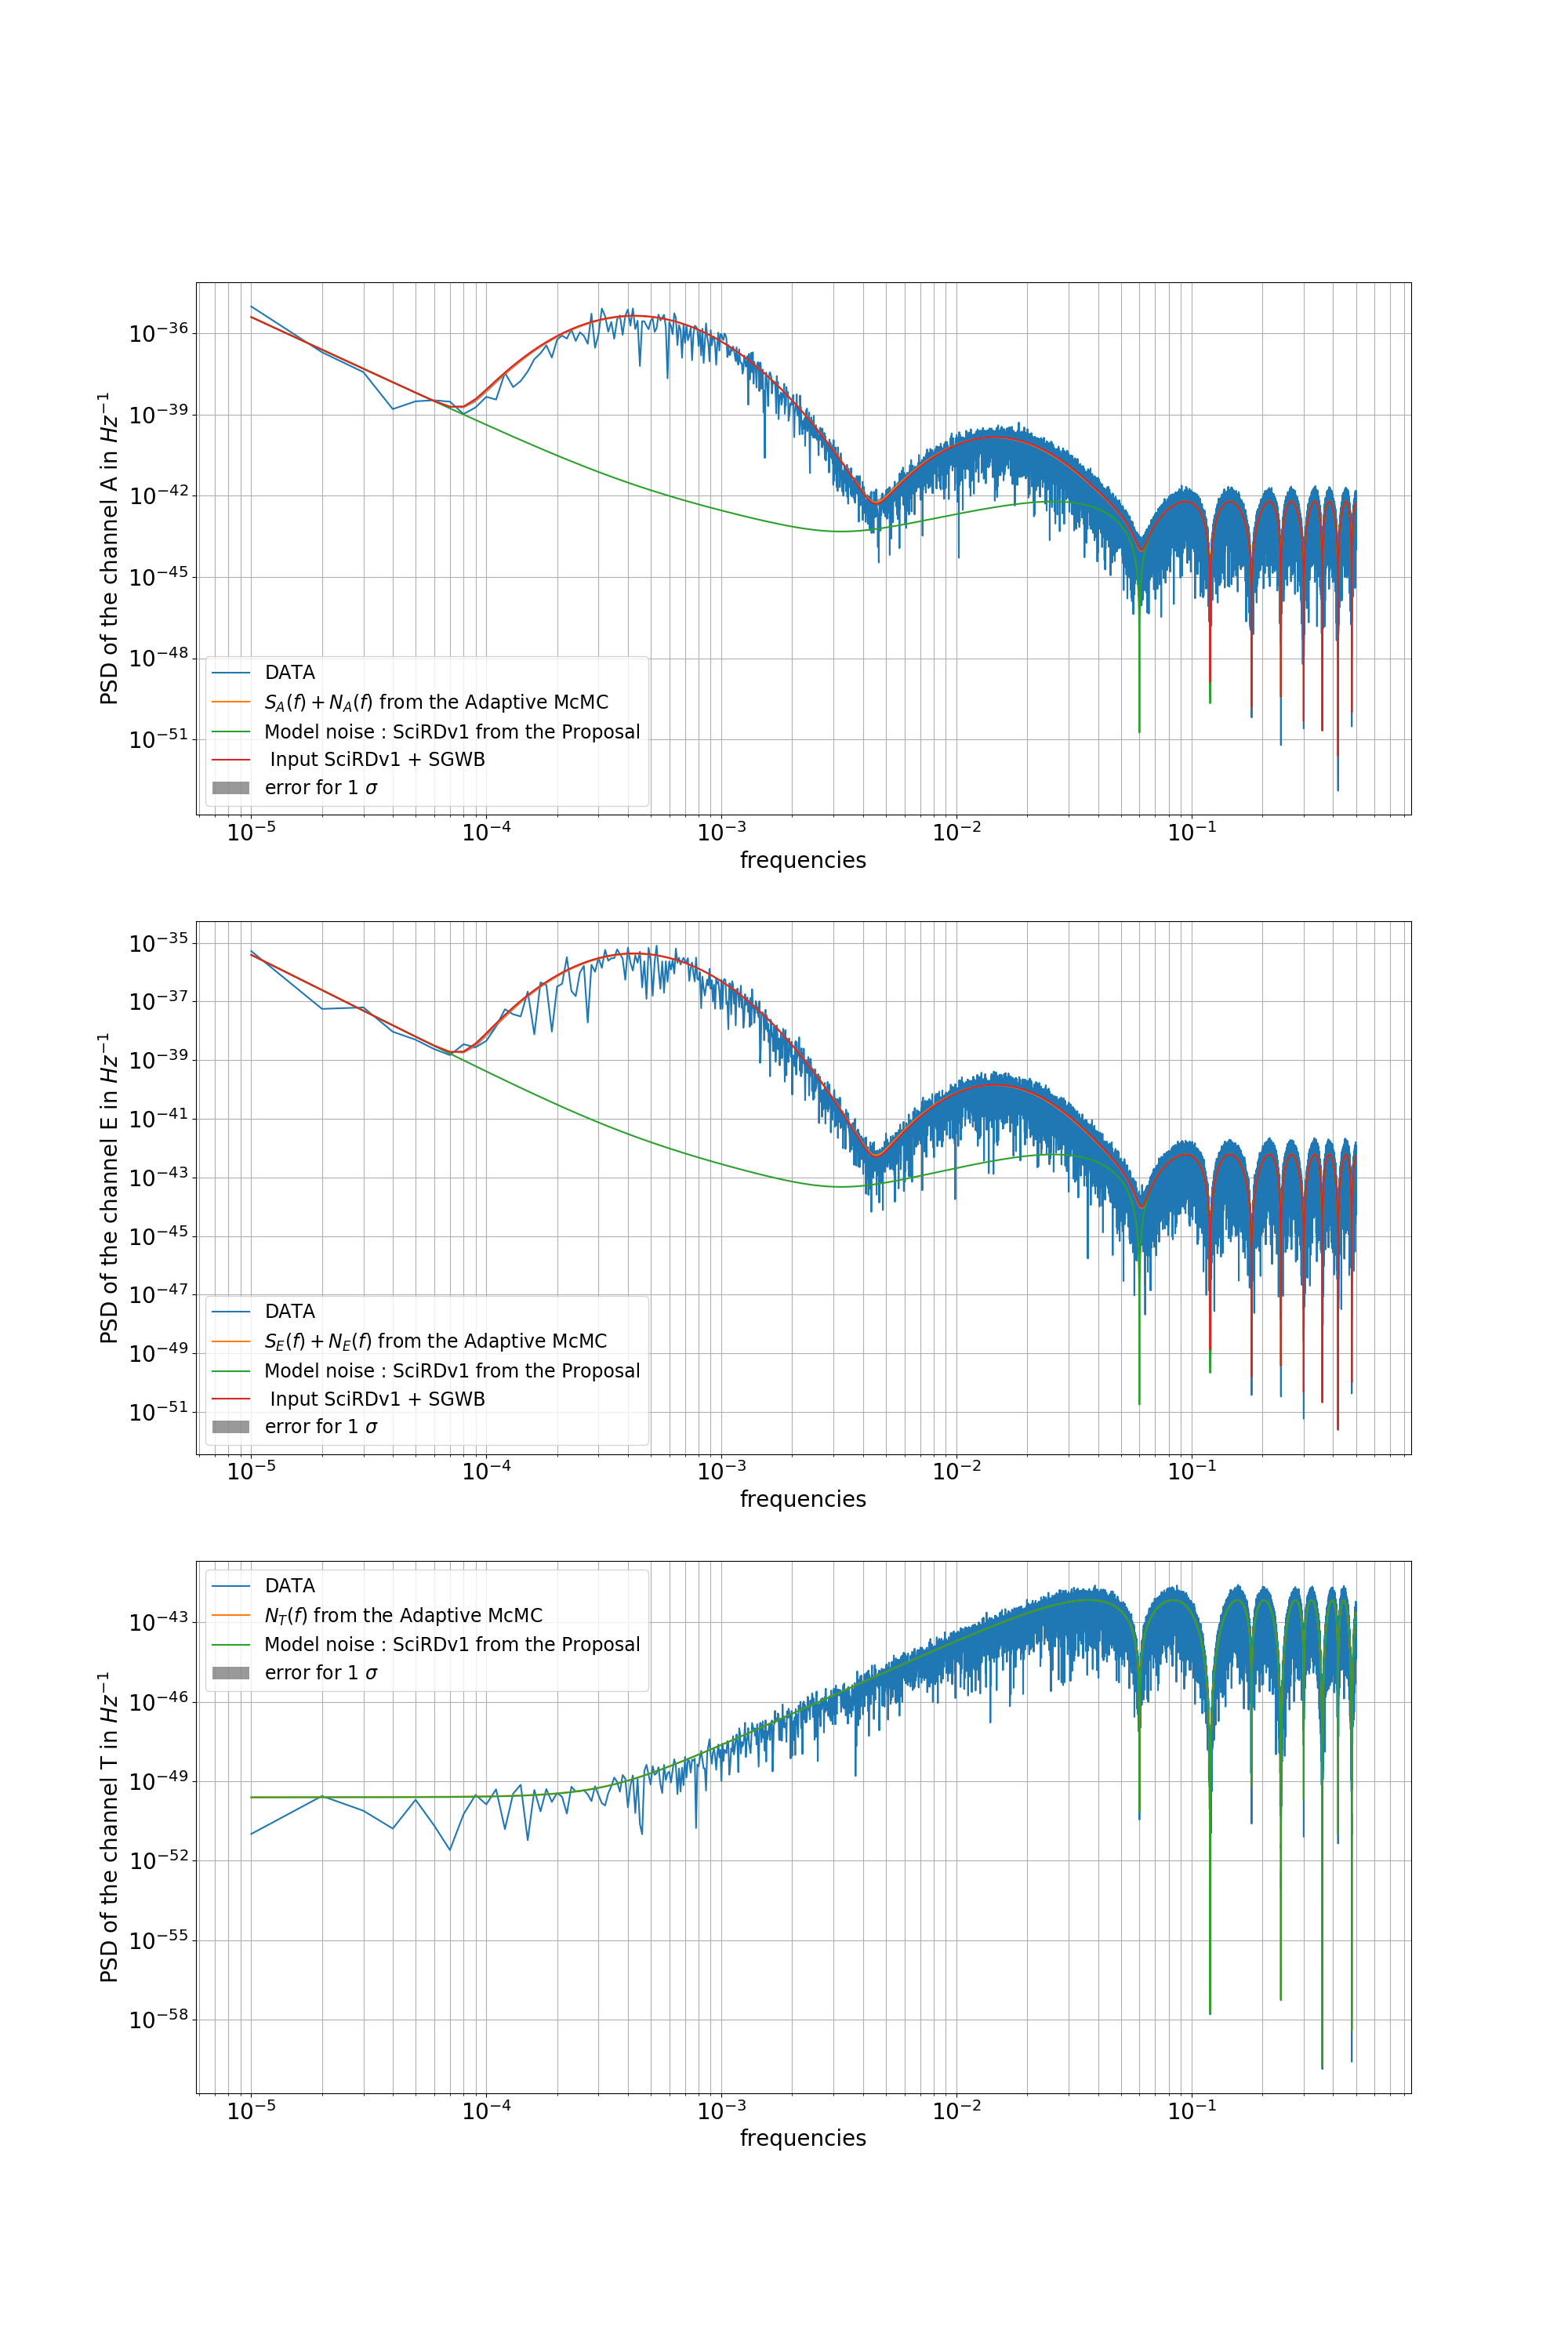 PSD of the channel A in Hz⁻¹
10⁻³⁶
10⁻³⁹
10⁻⁴²
10⁻⁴⁵
10⁻⁴⁸
10⁻⁵¹
DATA
S_A(f) + N_A(f) from the Adaptive McMC
Model noise : SciRDv1 from the Proposal
Input SciRDv1 + SGWB
error for 1 σ
10⁻⁵ 10⁻⁴ 10⁻³ 10⁻² 10⁻¹
frequencies
PSD of the channel E in Hz⁻¹
10⁻³⁵
10⁻³⁷
10⁻³⁹
10⁻⁴¹
10⁻⁴³
10⁻⁴⁵
10⁻⁴⁷
10⁻⁴⁹
10⁻⁵¹
DATA
S_E(f) + N_E(f) from the Adaptive McMC
Model noise : SciRDv1 from the Proposal
Input SciRDv1 + SGWB
error for 1 σ
10⁻⁵ 10⁻⁴ 10⁻³ 10⁻² 10⁻¹
frequencies
PSD of the channel T in Hz⁻¹
10⁻⁴³
10⁻⁴⁶
10⁻⁴⁹
10⁻⁵²
10⁻⁵⁵
10⁻⁵⁸
DATA
N_T(f) from the Adaptive McMC
Model noise : SciRDv1 from the Proposal
error for 1 σ
10⁻⁵ 10⁻⁴ 10⁻³ 10⁻² 10⁻¹
frequencies